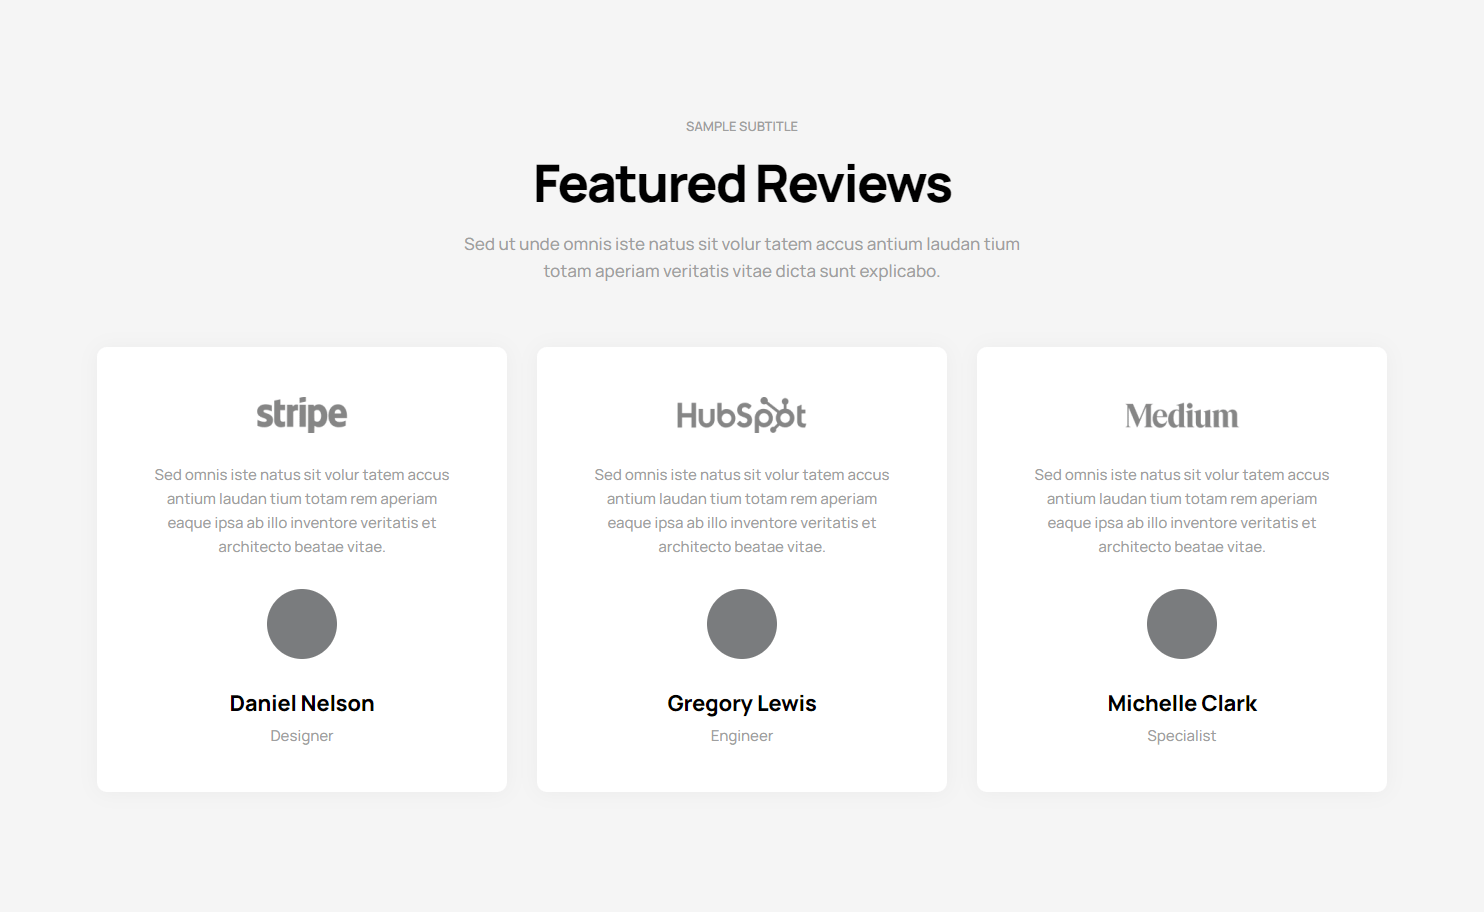 SAMPLE SUBTITLE
Featured Reviews
Sed ut unde omnis iste natus sit volur tatem accus antium laudan tium
totam aperiam veritatis vitae dicta sunt explicabo.
stripe
Sed omnis iste natus sit volur tatem accus
antium laudan tium totam rem aperiam
eaque ipsa ab illo inventore veritatis et
architecto beatae vitae.
Daniel Nelson
Designer
HubSpot
Sed omnis iste natus sit volur tatem accus
antium laudan tium totam rem aperiam
eaque ipsa ab illo inventore veritatis et
architecto beatae vitae.
Gregory Lewis
Engineer
Medium
Sed omnis iste natus sit volur tatem accus
antium laudan tium totam rem aperiam
eaque ipsa ab illo inventore veritatis et
architecto beatae vitae.
Michelle Clark
Specialist